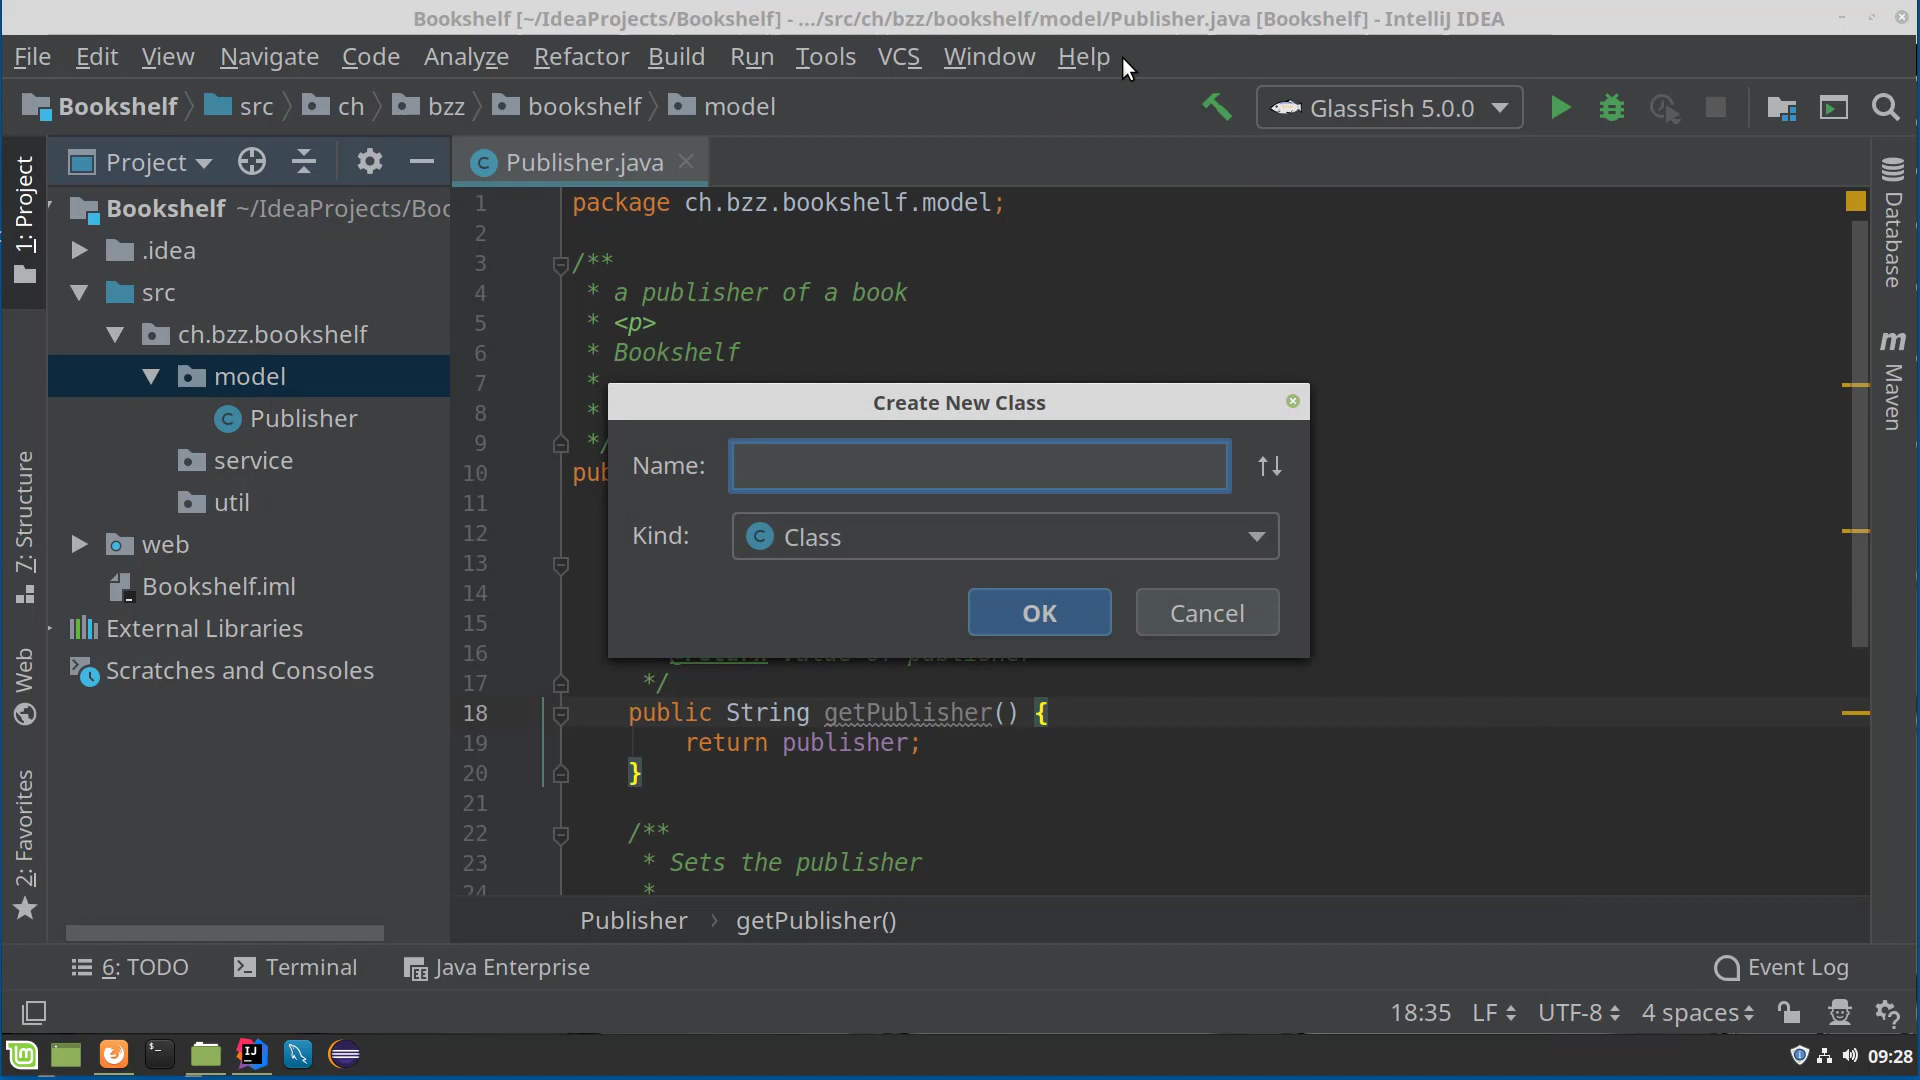 Bookshelf [~/IdeaProjects/Bookshelf] - .../src/ch/bzz/bookshelf/model/Publisher.java [Bookshelf] - IntelliJ IDEA
File Edit View Navigate Code Analyze Refactor Build Run Tools VCS Window Help
Bookshelf src ch bzz bookshelf model
GlassFish 5.0.0
1: Project
7: Structure
Web
2: Favorites
Project
Bookshelf ~/IdeaProjects/Boo
.idea
src
ch.bzz.bookshelf
model
Publisher
service
util
web
Bookshelf.iml
External Libraries
Scratches and Consoles
Publisher.java
1 package ch.bzz.bookshelf.model;
2
3 /**
4 * a publisher of a book
5 * <p>
6 * Bookshelf
7 *
8 *
9 */
10 pub
11
12
13
14
15
16 @return value of publisher
17 */
18 public String getPublisher() {
19 return publisher;
20 }
21
22 /**
23 * Sets the publisher
24 *
Create New Class
Name:
Kind: C Class
OK Cancel
Publisher › getPublisher()
Database
m Maven
6: TODO Terminal Java Enterprise Event Log
18:35 LF UTF-8 4 spaces
09:28